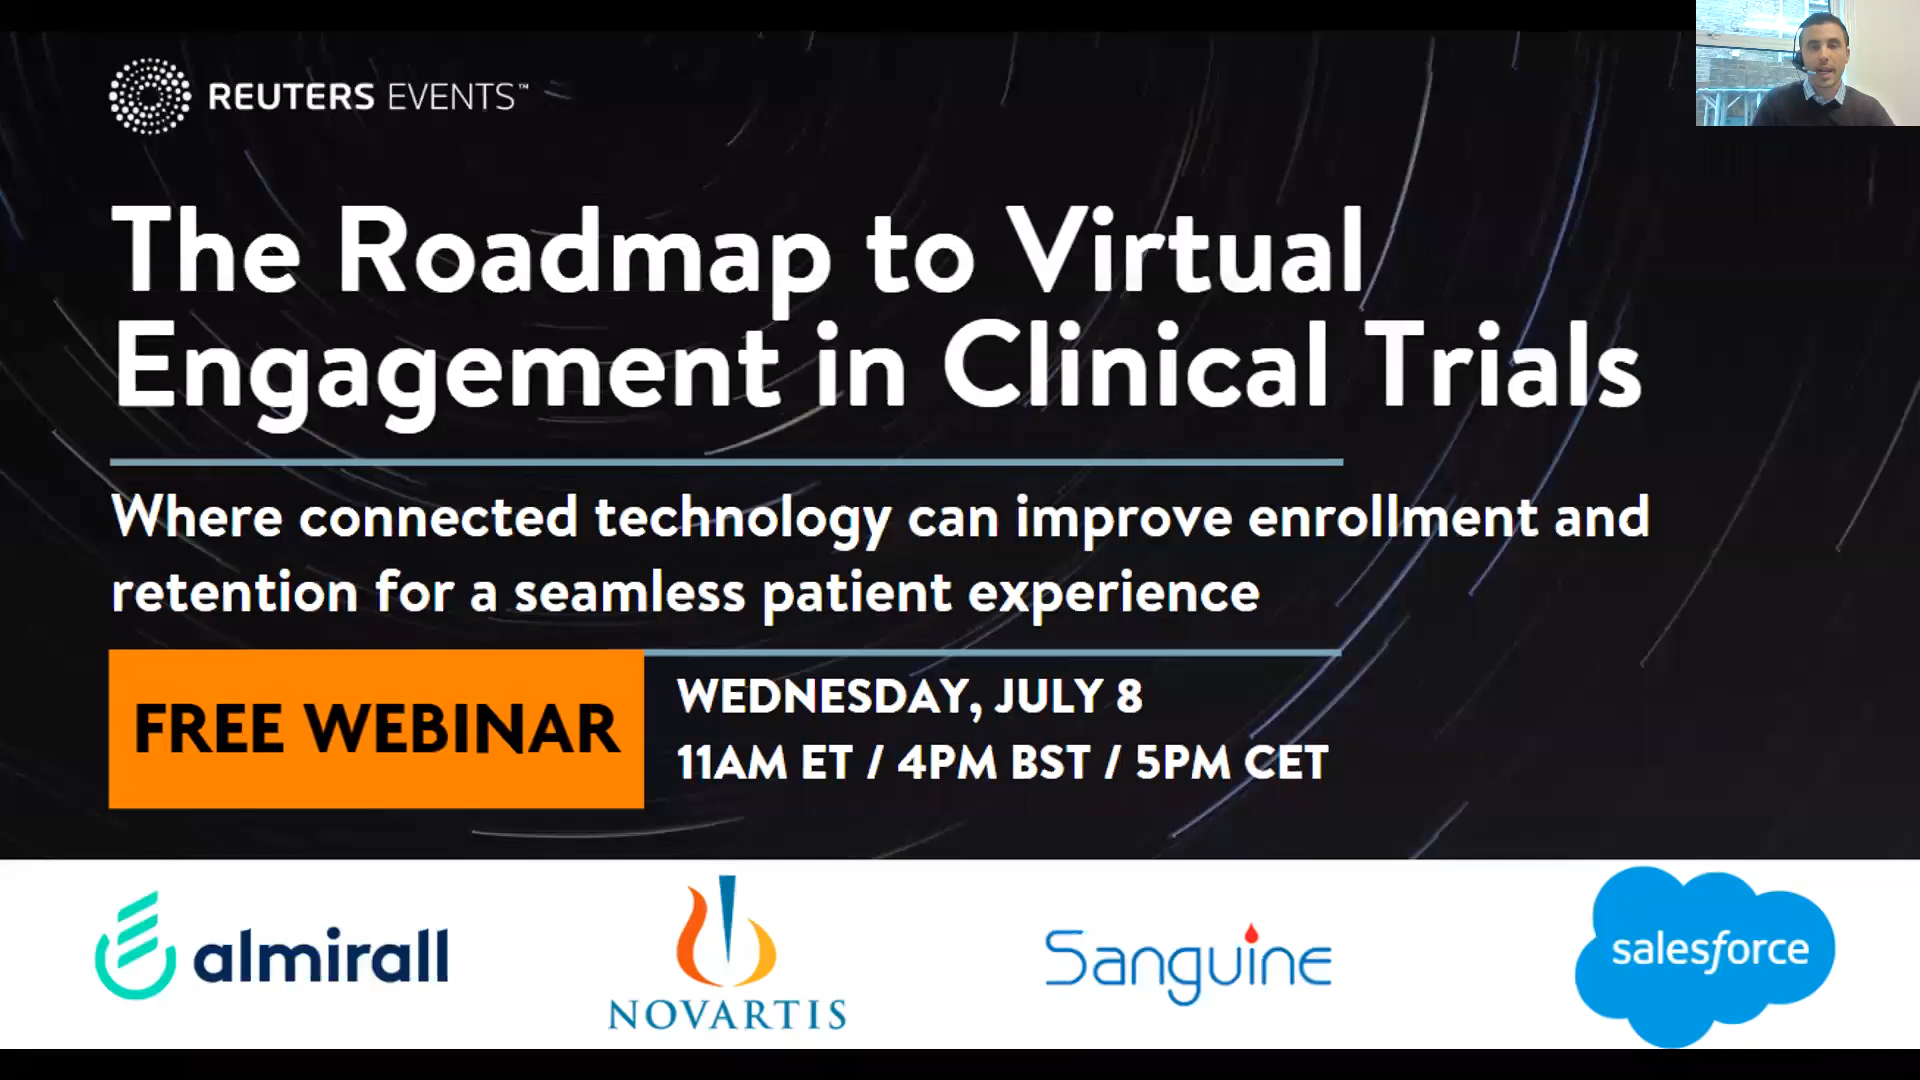 REUTERS EVENTS™
The Roadmap to Virtual
Engagement in Clinical Trials
Where connected technology can improve enrollment and
retention for a seamless patient experience
FREE WEBINAR
WEDNESDAY, JULY 8
11AM ET / 4PM BST / 5PM CET
almirall
NOVARTIS
Sanguine
salesforce